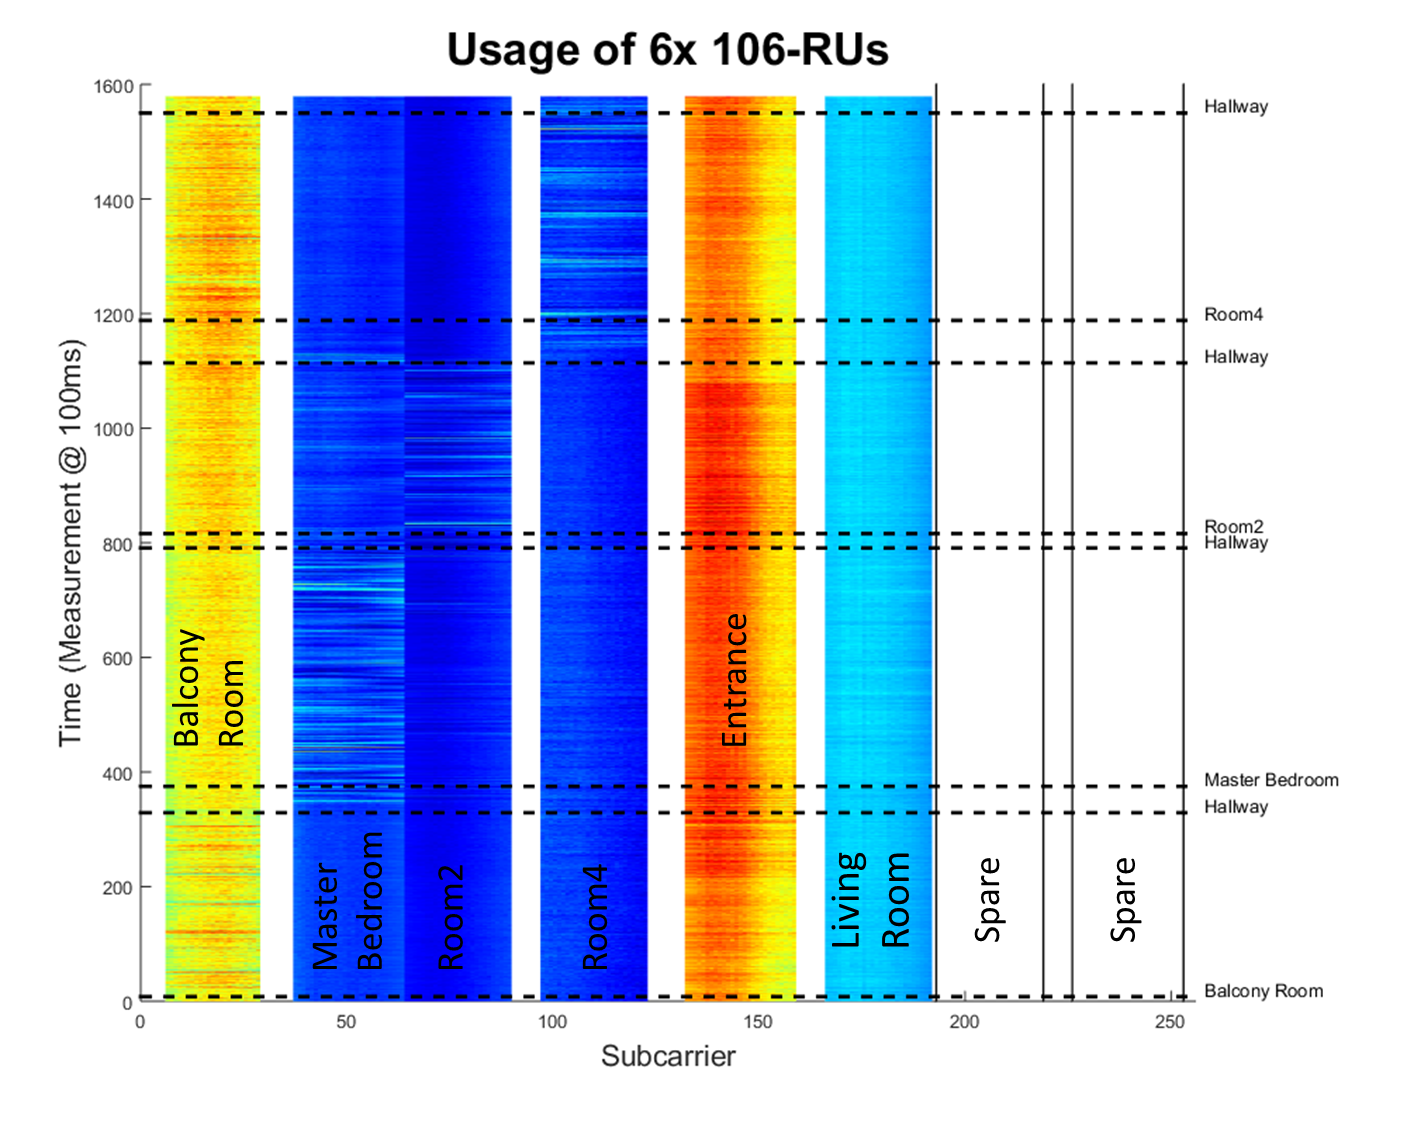 Usage of 6x 106-RUs
1600
1400
1200
1000
800
600
400
200
0
Time (Measurement @ 100ms)
0
50
100
150
200
250
Subcarrier
Hallway
Room4
Hallway
Room2
Hallway
Master Bedroom
Hallway
Balcony Room
Balcony
Room
Master
Bedroom
Room2
Room4
Entrance
Living
Room
Spare
Spare